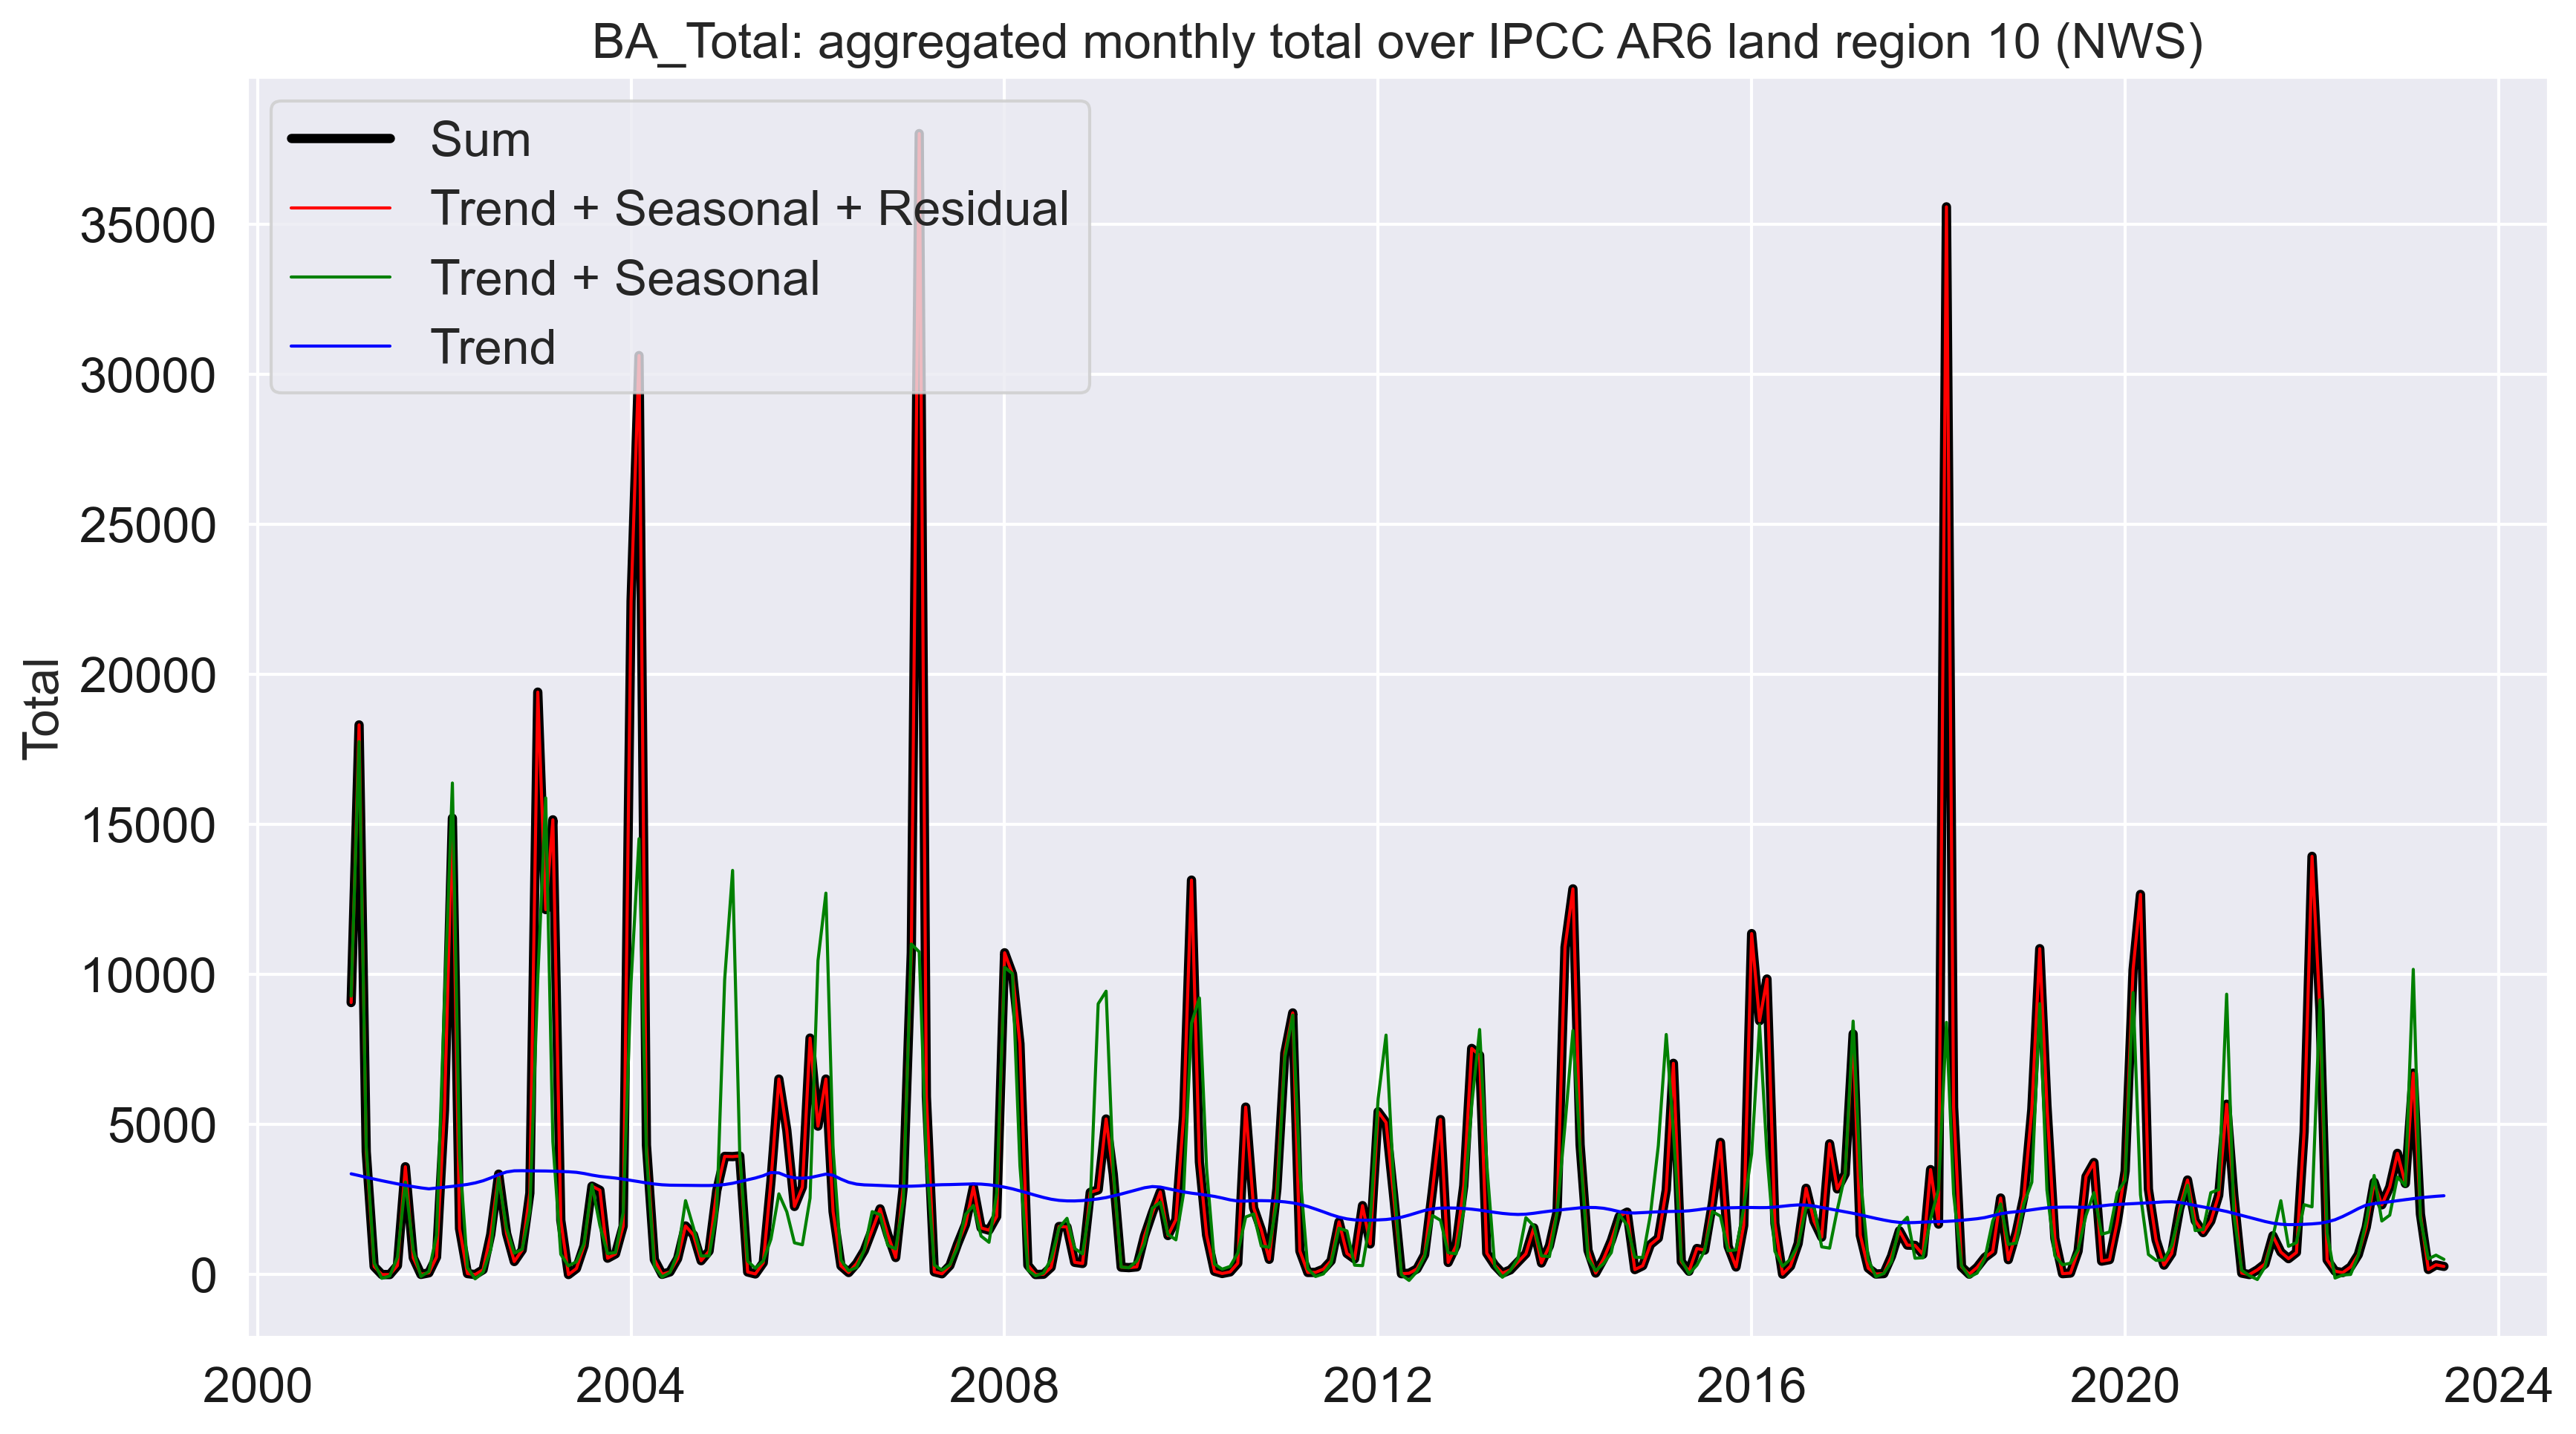 BA_Total: aggregated monthly total over IPCC AR6 land region 10 (NWS)
Sum
Trend + Seasonal + Residual
Trend + Seasonal
Trend
Total
35000
30000
25000
20000
15000
10000
5000
0
2000 2004 2008 2012 2016 2020 2024